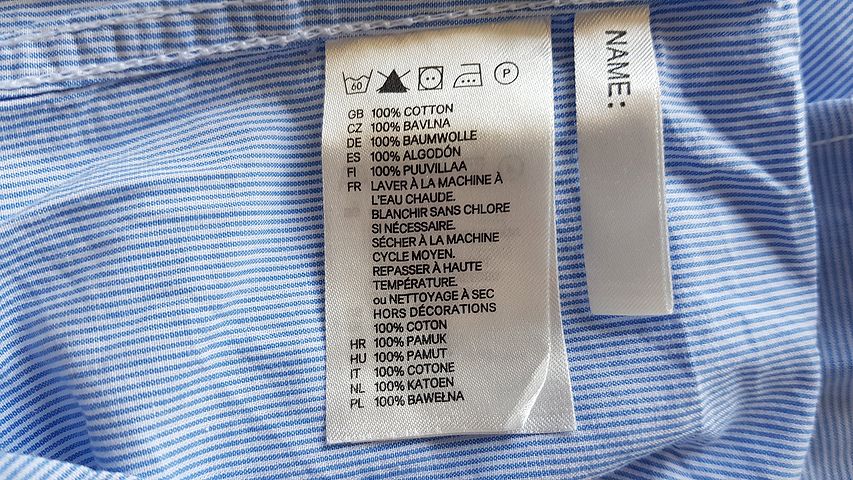 60
P
GB 100% COTTON
CZ 100% BAVLNA
DE 100% BAUMWOLLE
ES 100% ALGODÓN
FI 100% PUUVILLAA
FR LAVER À LA MACHINE À
L'EAU CHAUDE.
BLANCHIR SANS CHLORE
SI NÉCESSAIRE.
SÉCHER À LA MACHINE
CYCLE MOYEN.
REPASSER À HAUTE
TEMPÉRATURE.
ou NETTOYAGE À SEC
HORS DÉCORATIONS
100% COTON
HR 100% PAMUK
HU 100% PAMUT
IT 100% COTONE
NL 100% KATOEN
PL 100% BAWEŁNA
NAME: